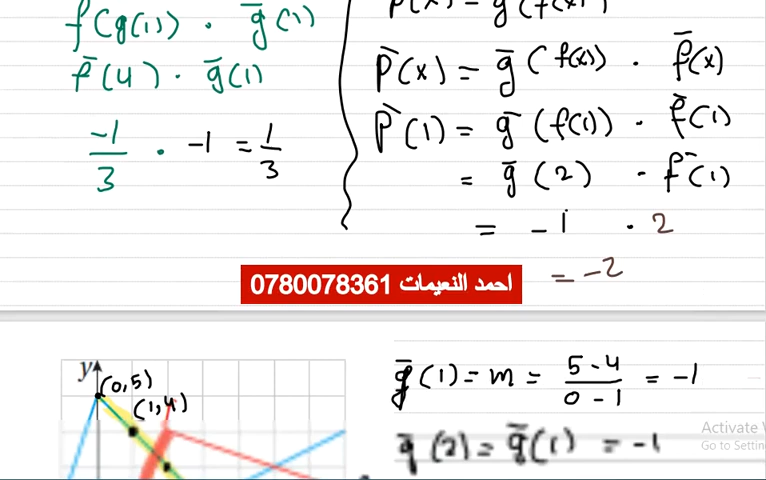 f(g(1)) · g̅(1)
f̅(4) · g̅(1)
-1/3 · -1 = 1/3
p̅(x) = g̅(f(x)) · f̅(x)
p̅(1) = g̅(f(1)) · f̅(1)
= g̅(2) · f̅(1)
= -1 · 2
= -2
احمد النعيمات 0780078361
y
(0,5)
(1,4)
g̅(1) = m = 5-4/0-1 = -1
g̅(2) = g̅(1) = -1
Activate
Go to Settin